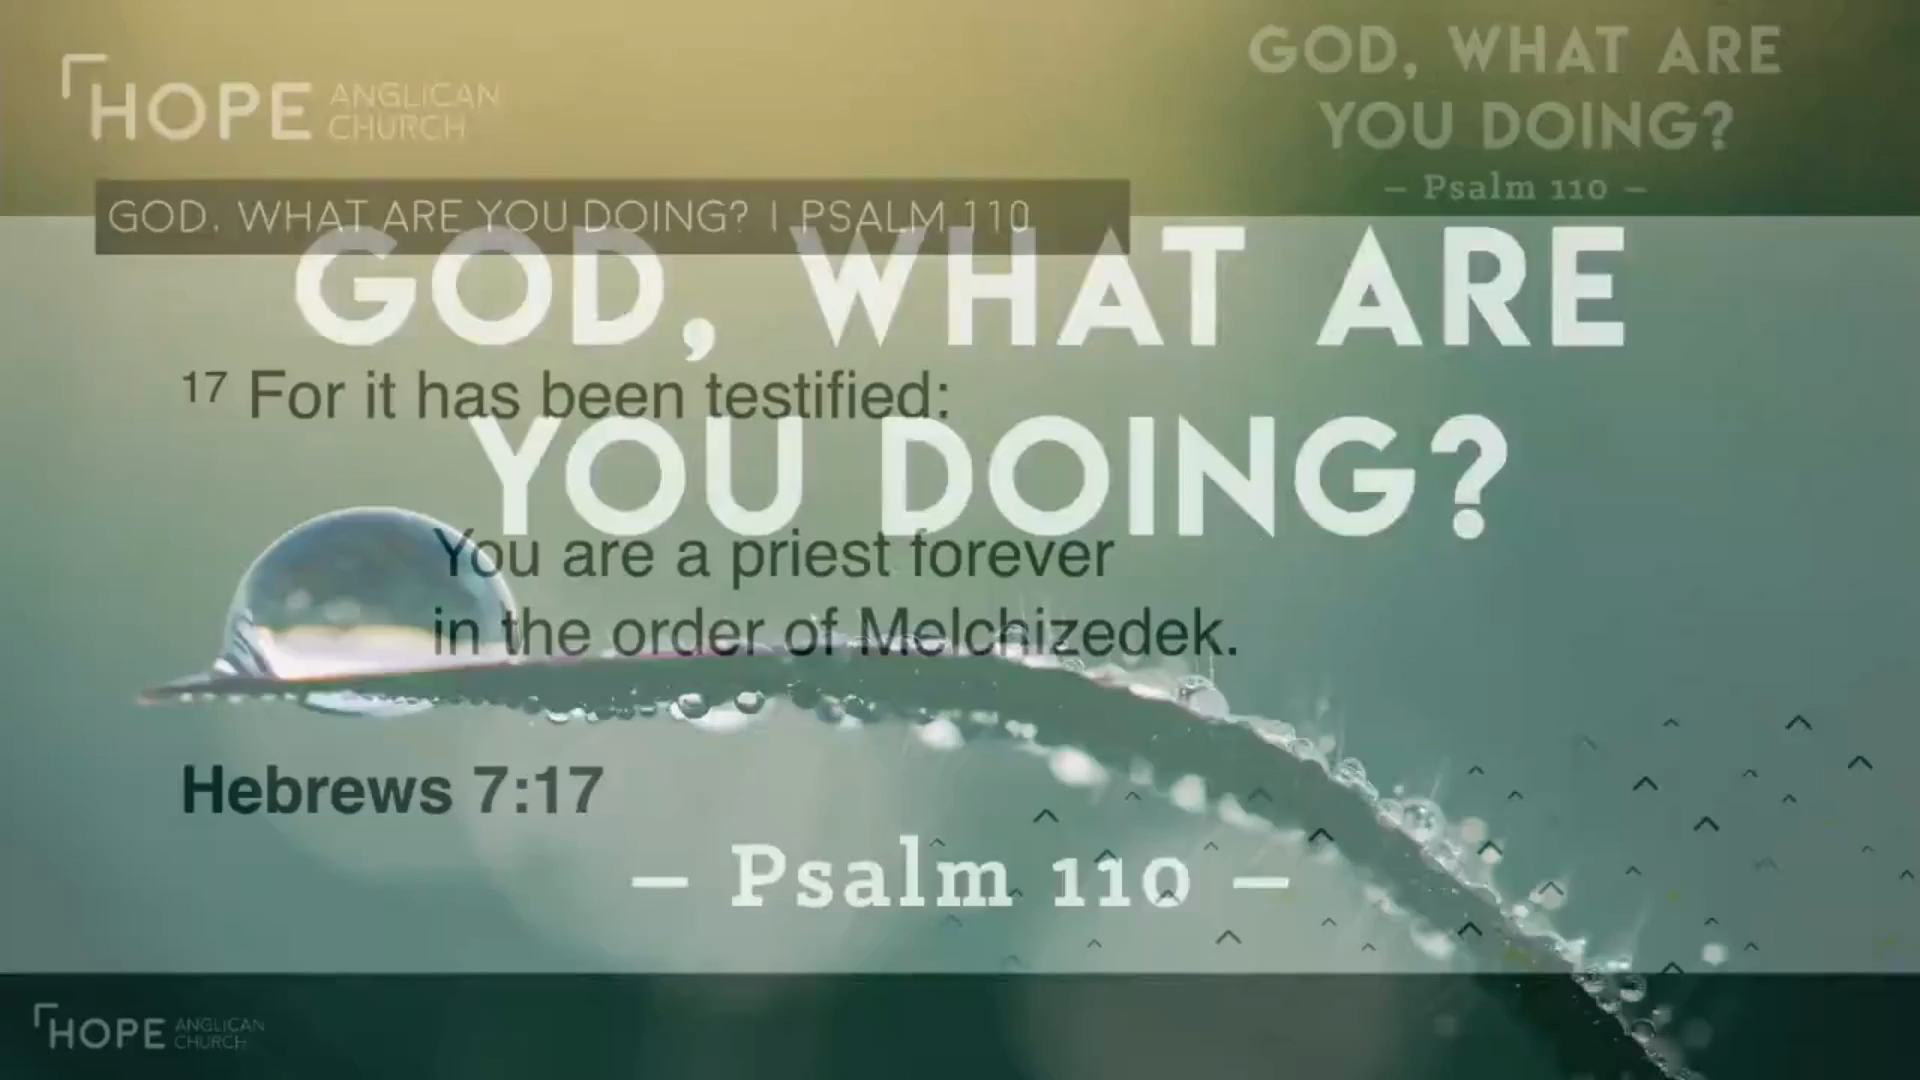 HOPE ANGLICAN
CHURCH
GOD, WHAT ARE
YOU DOING?
– Psalm 110 –
GOD, WHAT ARE YOU DOING? | PSALM 110
GOD, WHAT ARE
17 For it has been testified:
YOU DOING?
You are a priest forever
in the order of Melchizedek.
Hebrews 7:17
– Psalm 110 –
HOPE ANGLICAN
CHURCH